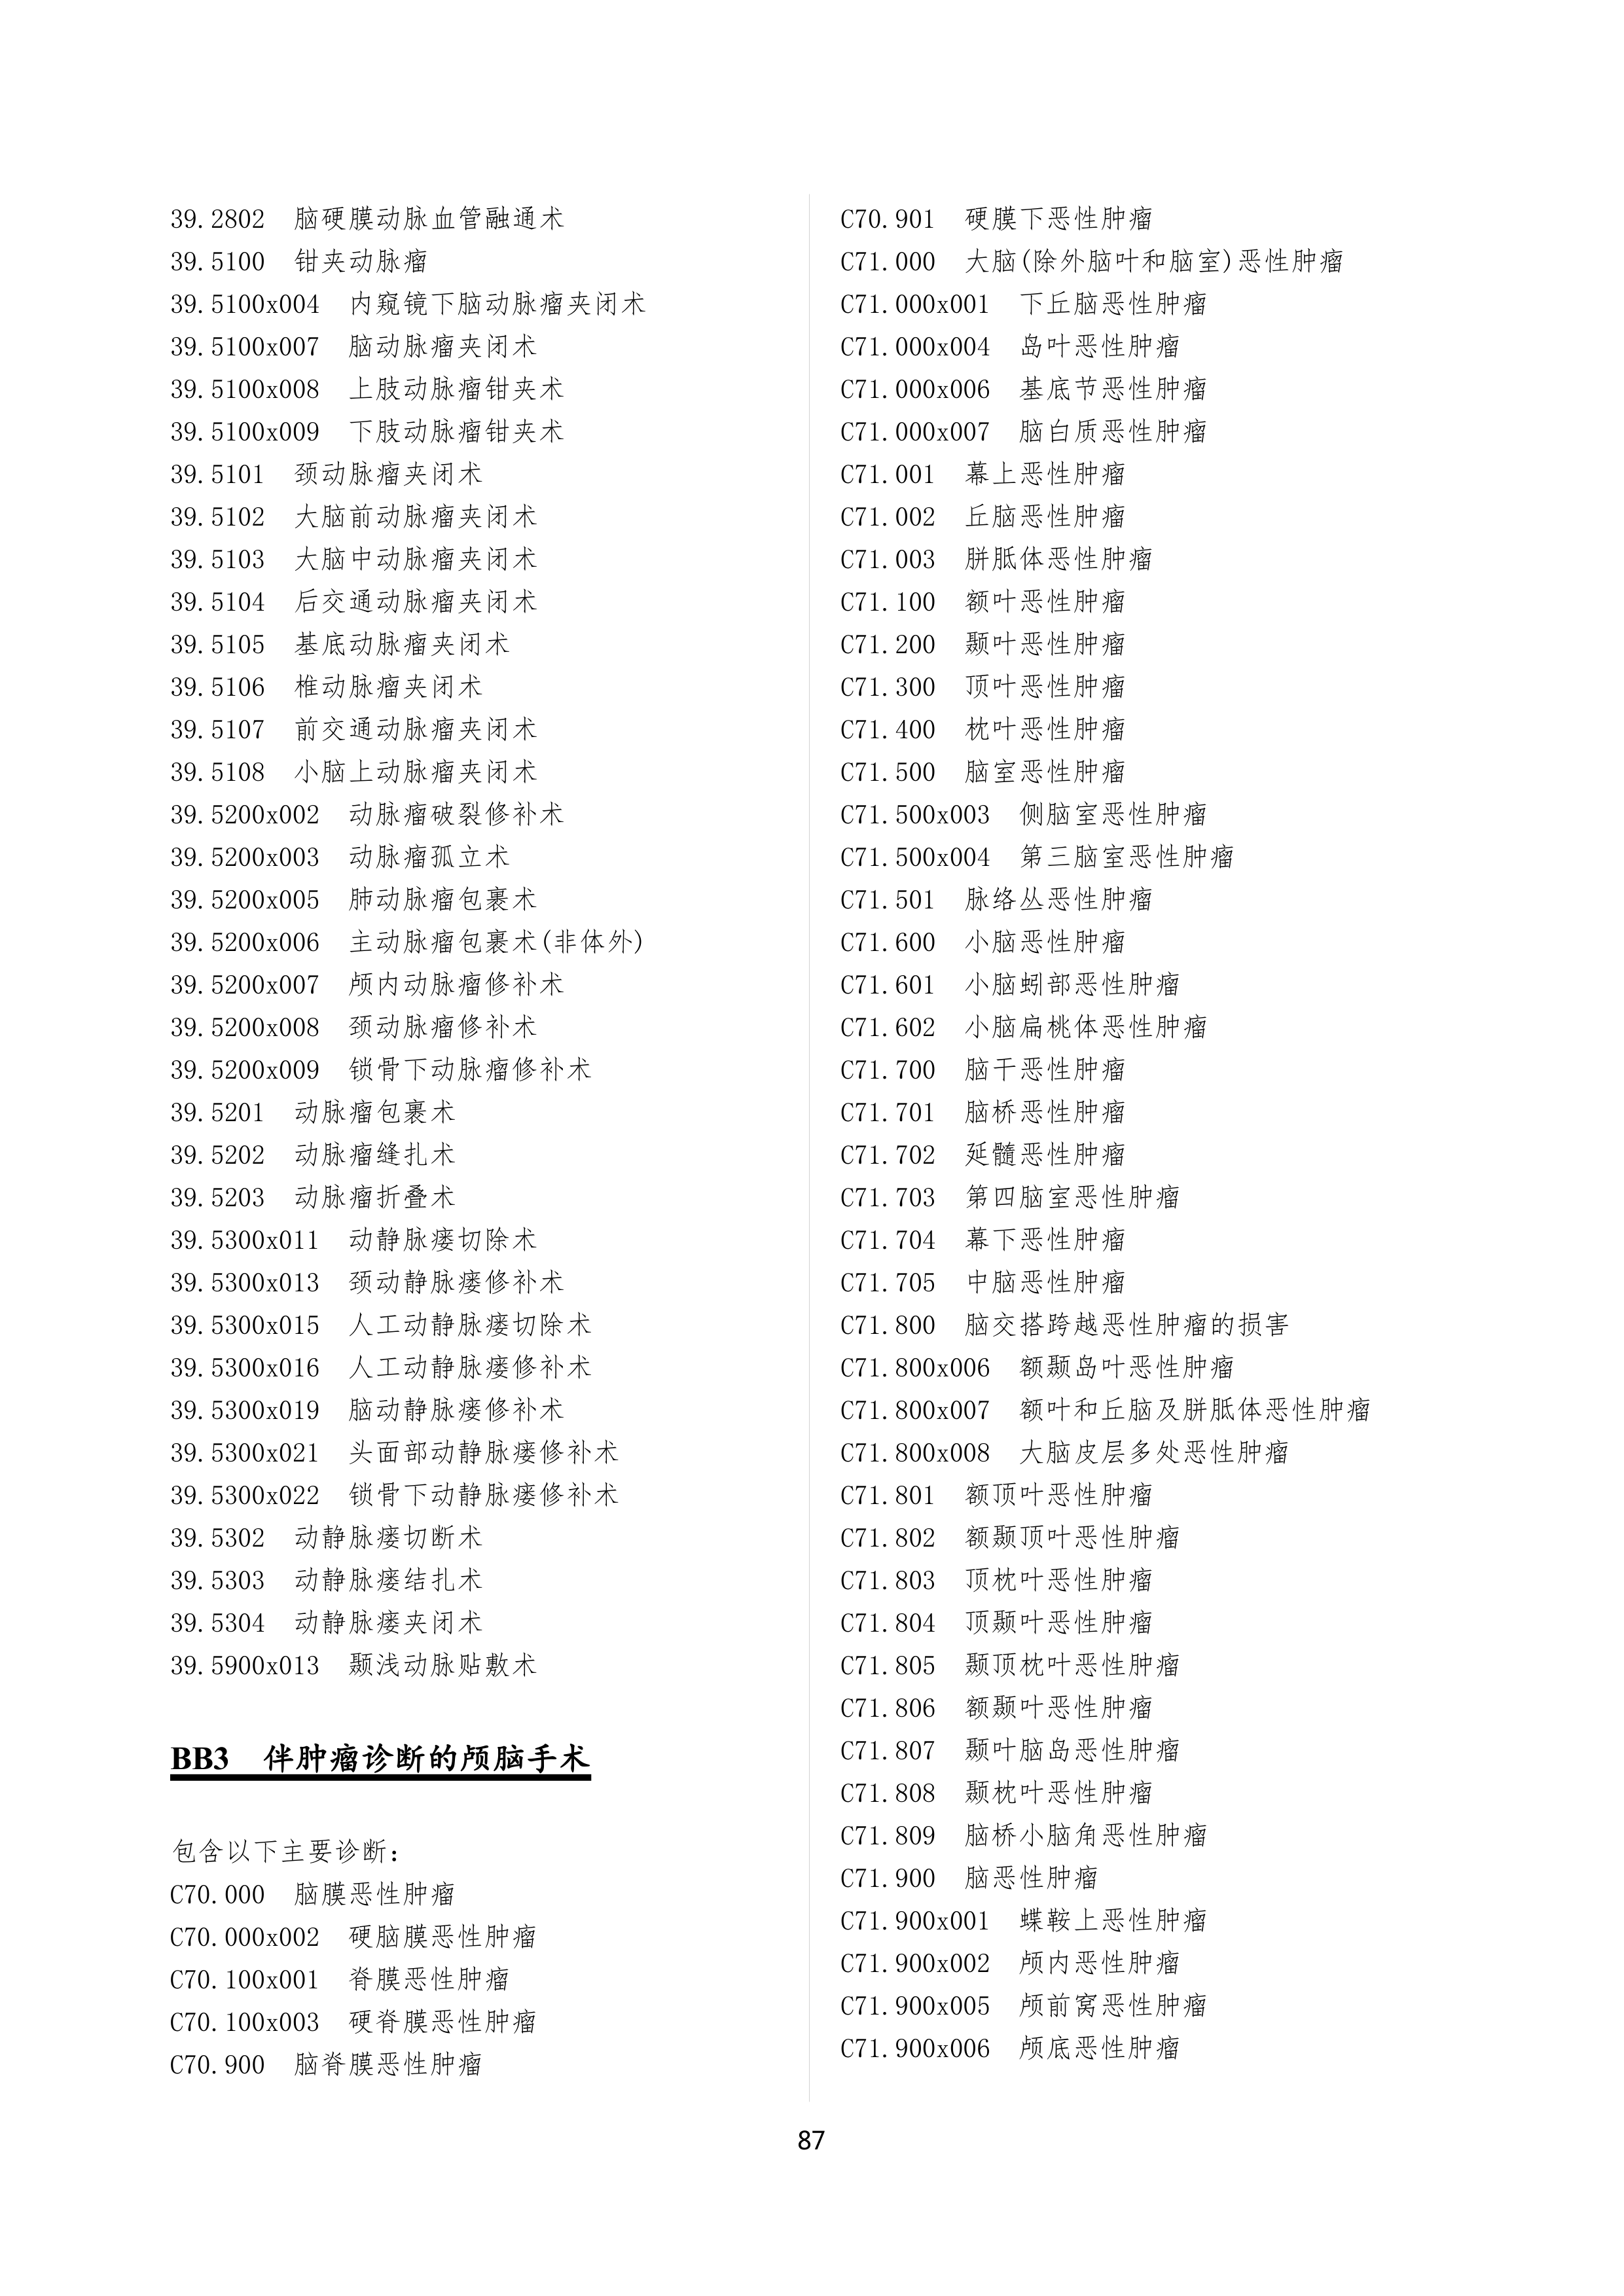 39.2802 脑硬膜动脉血管融通术
39.5100 钳夹动脉瘤
39.5100x004 内窥镜下脑动脉瘤夹闭术
39.5100x007 脑动脉瘤夹闭术
39.5100x008 上肢动脉瘤钳夹术
39.5100x009 下肢动脉瘤钳夹术
39.5101 颈动脉瘤夹闭术
39.5102 大脑前动脉瘤夹闭术
39.5103 大脑中动脉瘤夹闭术
39.5104 后交通动脉瘤夹闭术
39.5105 基底动脉瘤夹闭术
39.5106 椎动脉瘤夹闭术
39.5107 前交通动脉瘤夹闭术
39.5108 小脑上动脉瘤夹闭术
39.5200x002 动脉瘤破裂修补术
39.5200x003 动脉瘤孤立术
39.5200x005 肺动脉瘤包裹术
39.5200x006 主动脉瘤包裹术(非体外)
39.5200x007 颅内动脉瘤修补术
39.5200x008 颈动脉瘤修补术
39.5200x009 锁骨下动脉瘤修补术
39.5201 动脉瘤包裹术
39.5202 动脉瘤缝扎术
39.5203 动脉瘤折叠术
39.5300x011 动静脉瘘切除术
39.5300x013 颈动静脉瘘修补术
39.5300x015 人工动静脉瘘切除术
39.5300x016 人工动静脉瘘修补术
39.5300x019 脑动静脉瘘修补术
39.5300x021 头面部动静脉瘘修补术
39.5300x022 锁骨下动静脉瘘修补术
39.5302 动静脉瘘切断术
39.5303 动静脉瘘结扎术
39.5304 动静脉瘘夹闭术
39.5900x013 颞浅动脉贴敷术
BB3 伴肿瘤诊断的颅脑手术
包含以下主要诊断:
C70.000 脑膜恶性肿瘤
C70.000x002 硬脑膜恶性肿瘤
C70.100x001 脊膜恶性肿瘤
C70.100x003 硬脊膜恶性肿瘤
C70.900 脑脊膜恶性肿瘤
C70.901 硬膜下恶性肿瘤
C71.000 大脑(除外脑叶和脑室)恶性肿瘤
C71.000x001 下丘脑恶性肿瘤
C71.000x004 岛叶恶性肿瘤
C71.000x006 基底节恶性肿瘤
C71.000x007 脑白质恶性肿瘤
C71.001 幕上恶性肿瘤
C71.002 丘脑恶性肿瘤
C71.003 胼胝体恶性肿瘤
C71.100 额叶恶性肿瘤
C71.200 颞叶恶性肿瘤
C71.300 顶叶恶性肿瘤
C71.400 枕叶恶性肿瘤
C71.500 脑室恶性肿瘤
C71.500x003 侧脑室恶性肿瘤
C71.500x004 第三脑室恶性肿瘤
C71.501 脉络丛恶性肿瘤
C71.600 小脑恶性肿瘤
C71.601 小脑蚓部恶性肿瘤
C71.602 小脑扁桃体恶性肿瘤
C71.700 脑干恶性肿瘤
C71.701 脑桥恶性肿瘤
C71.702 延髓恶性肿瘤
C71.703 第四脑室恶性肿瘤
C71.704 幕下恶性肿瘤
C71.705 中脑恶性肿瘤
C71.800 脑交搭跨越恶性肿瘤的损害
C71.800x006 额颞岛叶恶性肿瘤
C71.800x007 额叶和丘脑及胼胝体恶性肿瘤
C71.800x008 大脑皮层多处恶性肿瘤
C71.801 额顶叶恶性肿瘤
C71.802 额颞顶叶恶性肿瘤
C71.803 顶枕叶恶性肿瘤
C71.804 顶颞叶恶性肿瘤
C71.805 颞顶枕叶恶性肿瘤
C71.806 额颞叶恶性肿瘤
C71.807 颞叶脑岛恶性肿瘤
C71.808 颞枕叶恶性肿瘤
C71.809 脑桥小脑角恶性肿瘤
C71.900 脑恶性肿瘤
C71.900x001 蝶鞍上恶性肿瘤
C71.900x002 颅内恶性肿瘤
C71.900x005 颅前窝恶性肿瘤
C71.900x006 颅底恶性肿瘤
87